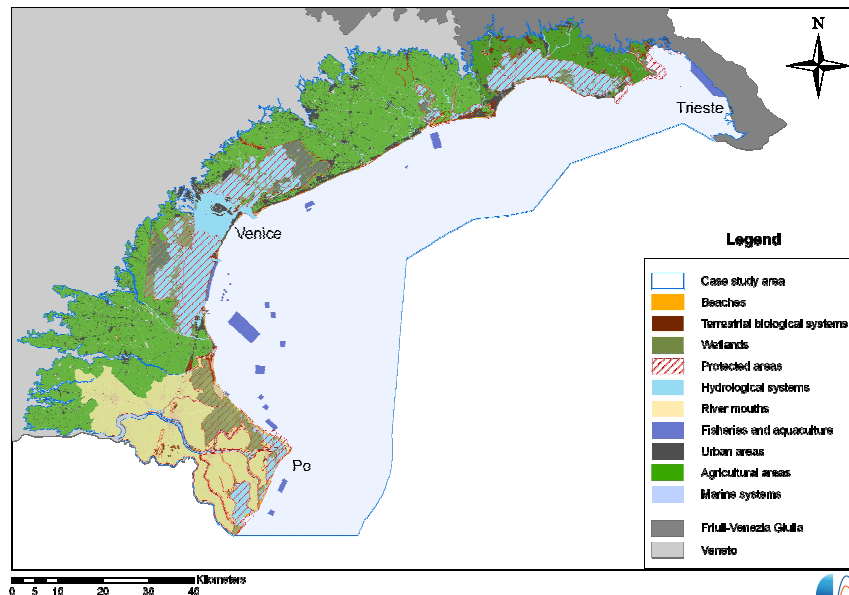 N
Trieste
Venice
Po
Legend
Case study area
Beaches
Terrestrial biological systems
Wetlands
Protected areas
Hydrological systems
River mouths
Fisheries and aquaculture
Urban areas
Agricultural areas
Marine systems
Friuli-Venezia Giulia
Veneto
Kilometers
0 5 10 20 30 40